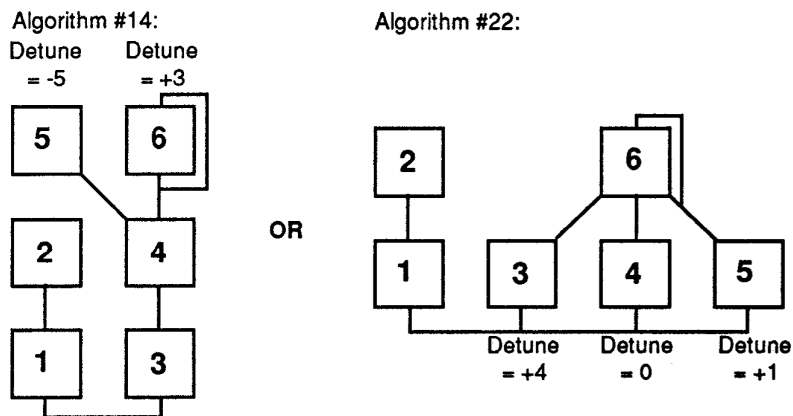 Algorithm #14:
Detune Detune
= -5 = +3
5 6
2 4
1 3
OR
Algorithm #22:
2 6
1 3 4 5
Detune Detune Detune
= +4 = 0 = +1